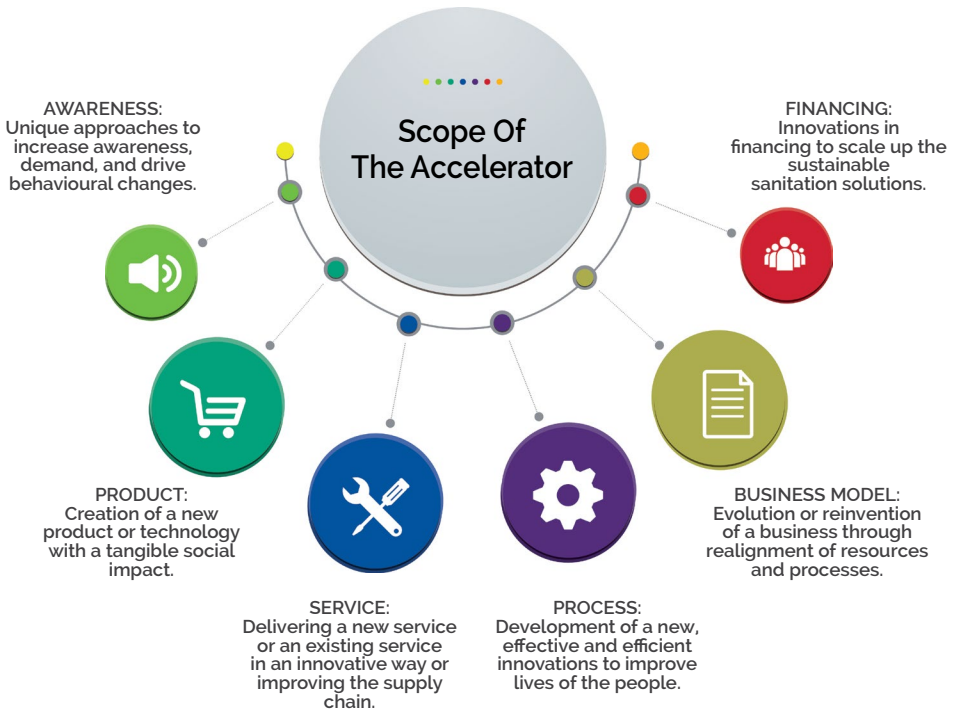 Scope Of
The Accelerator
AWARENESS:
Unique approaches to
increase awareness,
demand, and drive
behavioural changes.
PRODUCT:
Creation of a new
product or technology
with a tangible social
impact.
SERVICE:
Delivering a new service
or an existing service
in an innovative way or
improving the supply
chain.
PROCESS:
Development of a new,
effective and efficient
innovations to improve
lives of the people.
BUSINESS MODEL:
Evolution or reinvention
of a business through
realignment of resources
and processes.
FINANCING:
Innovations in
financing to scale up the
sustainable
sanitation solutions.